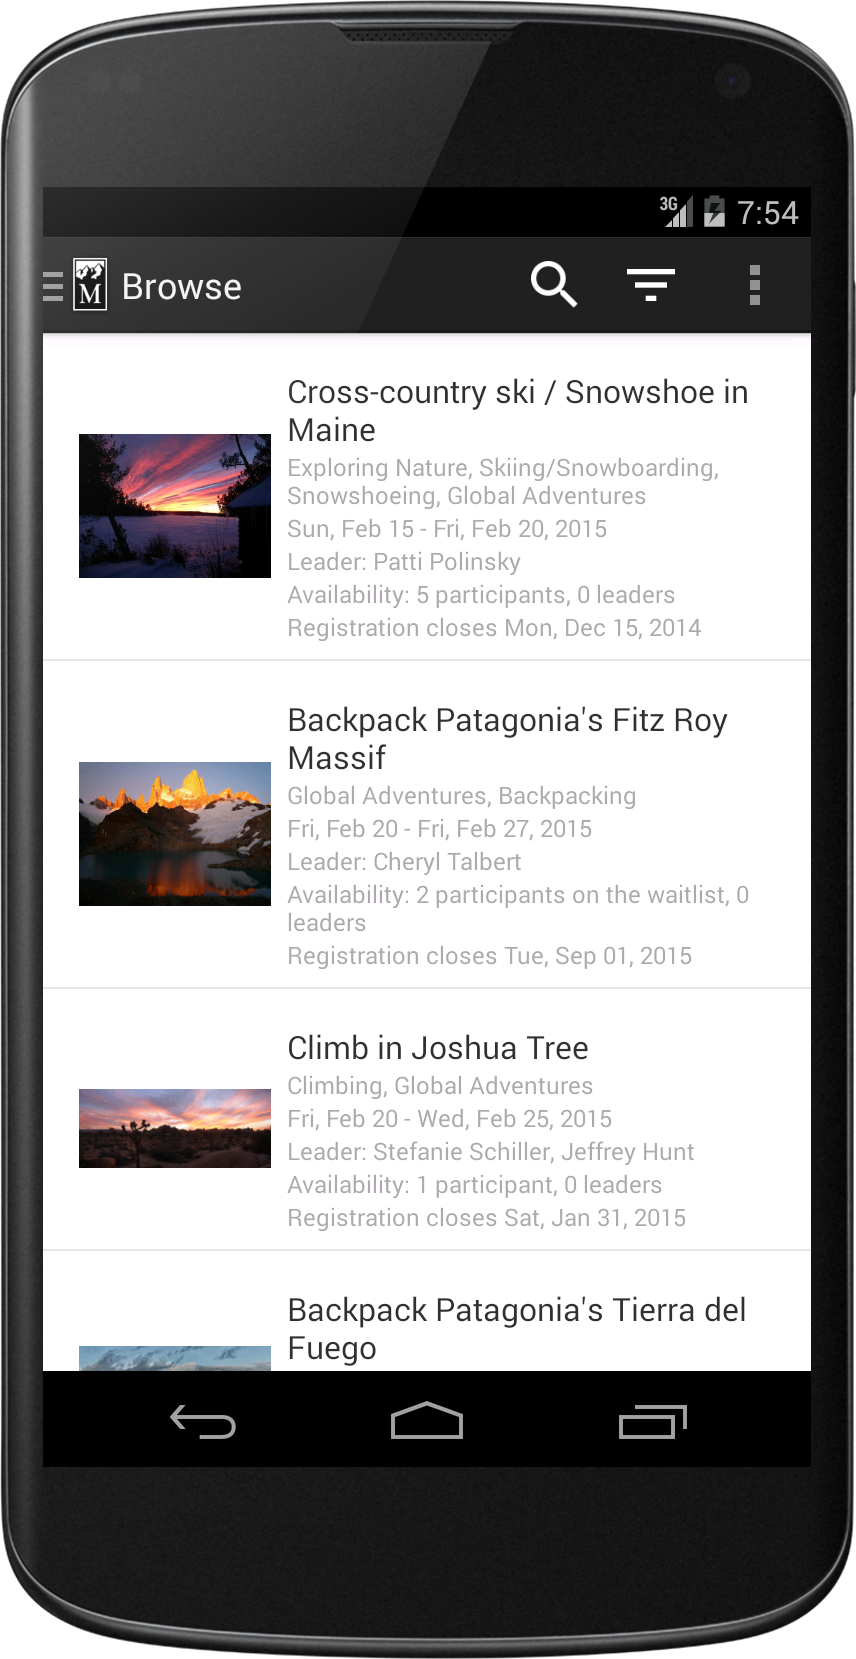 3G 7:54
M Browse
Cross-country ski / Snowshoe in
Maine
Exploring Nature, Skiing/Snowboarding,
Snowshoeing, Global Adventures
Sun, Feb 15 - Fri, Feb 20, 2015
Leader: Patti Polinsky
Availability: 5 participants, 0 leaders
Registration closes Mon, Dec 15, 2014
Backpack Patagonia's Fitz Roy
Massif
Global Adventures, Backpacking
Fri, Feb 20 - Fri, Feb 27, 2015
Leader: Cheryl Talbert
Availability: 2 participants on the waitlist, 0
leaders
Registration closes Tue, Sep 01, 2015
Climb in Joshua Tree
Climbing, Global Adventures
Fri, Feb 20 - Wed, Feb 25, 2015
Leader: Stefanie Schiller, Jeffrey Hunt
Availability: 1 participant, 0 leaders
Registration closes Sat, Jan 31, 2015
Backpack Patagonia's Tierra del
Fuego